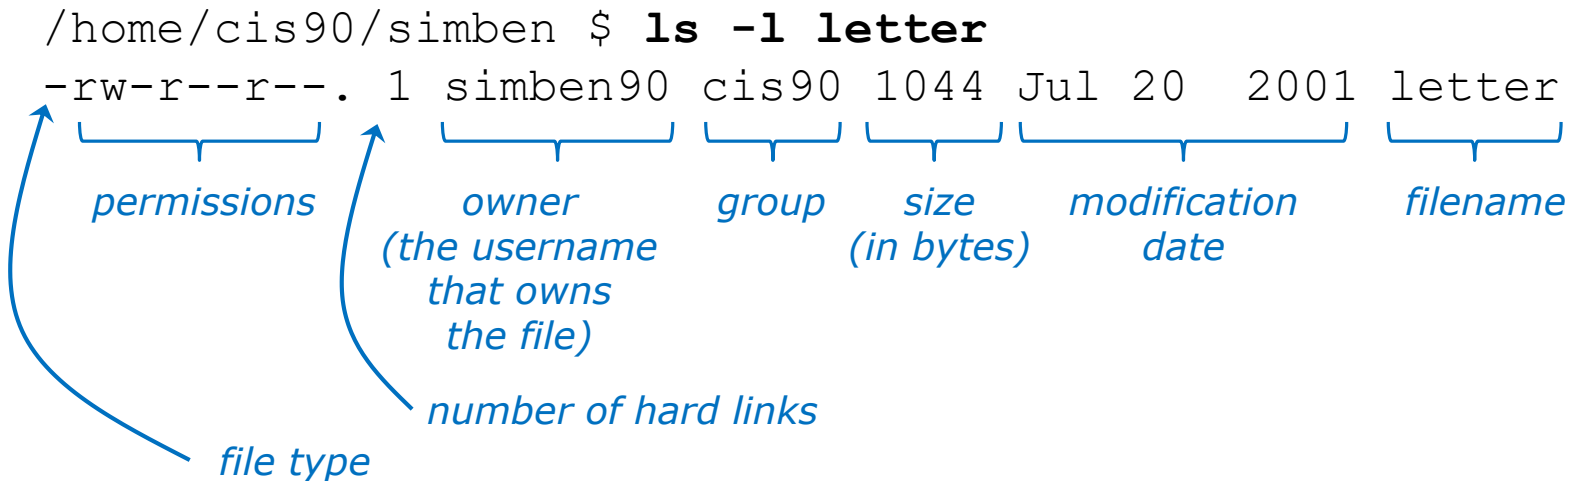 /home/cis90/simben $ ls -l letter
-rw-r--r--. 1 simben90 cis90 1044 Jul 20  2001 letter
permissions owner group size modification filename
(the username (in bytes) date
that owns
the file)
number of hard links
file type